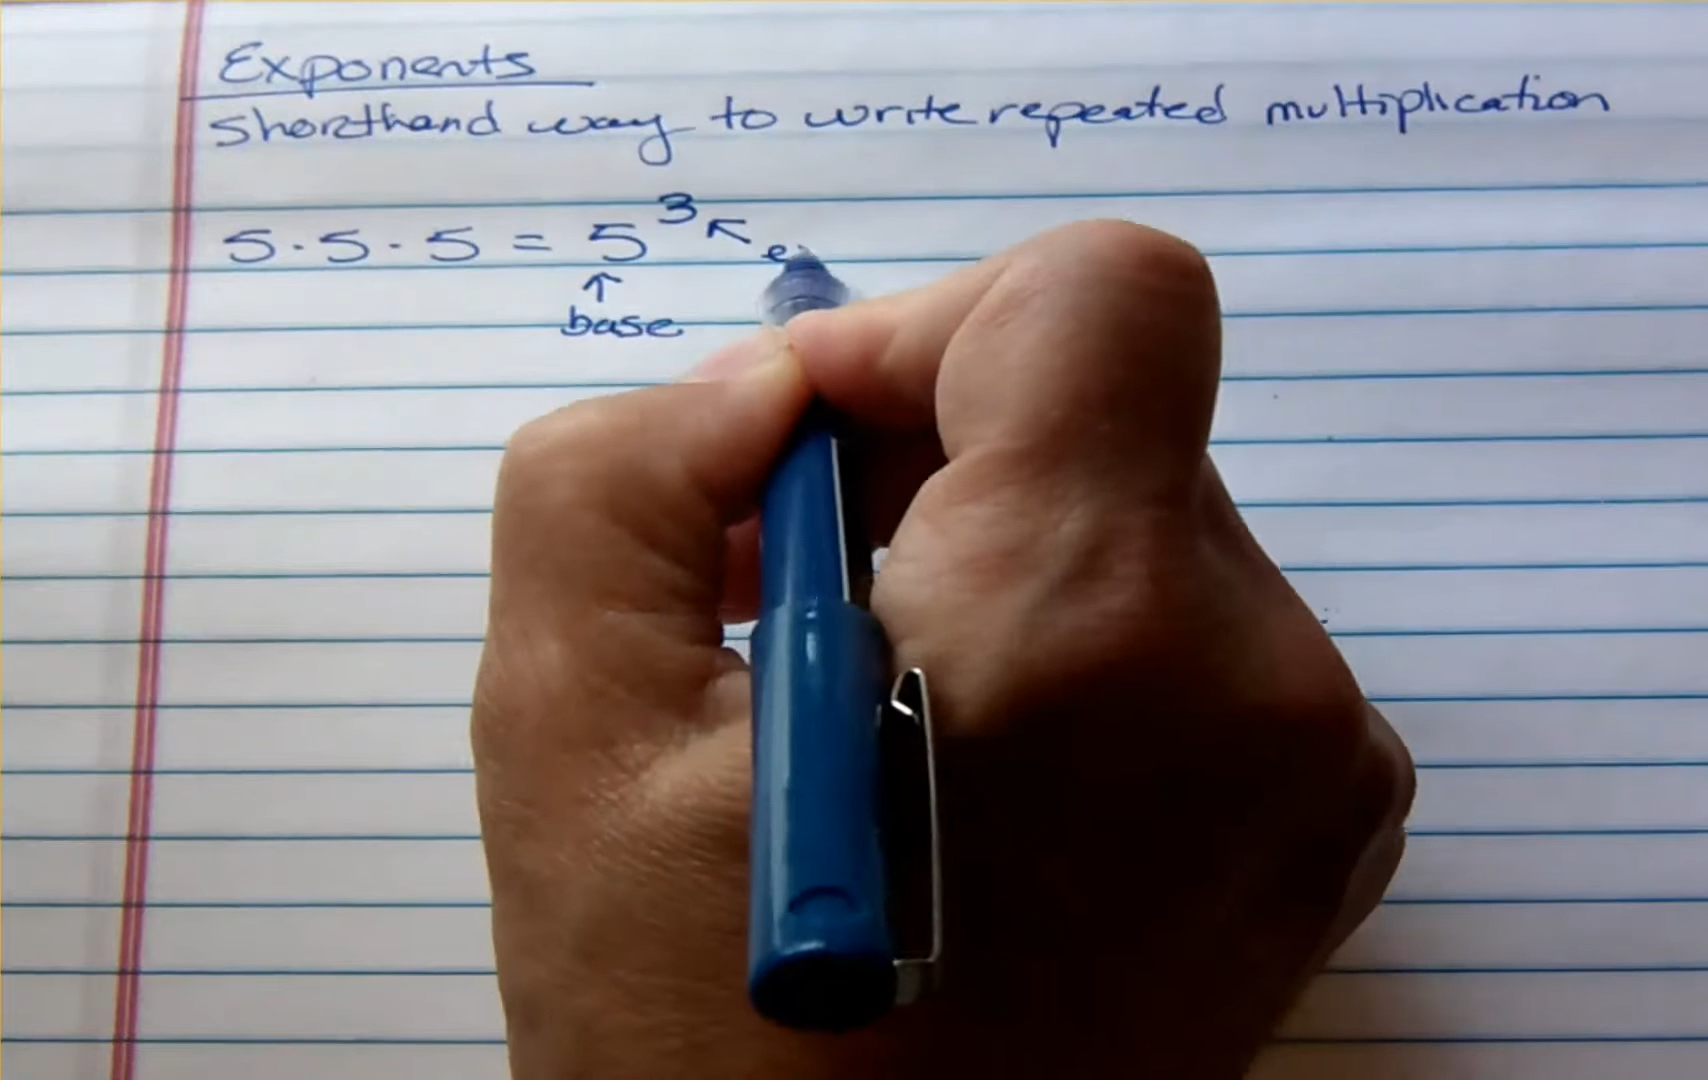 Exponents
shorthand way to write repeated multiplication
5 · 5 · 5 = 5³ ↖ e
↑
base